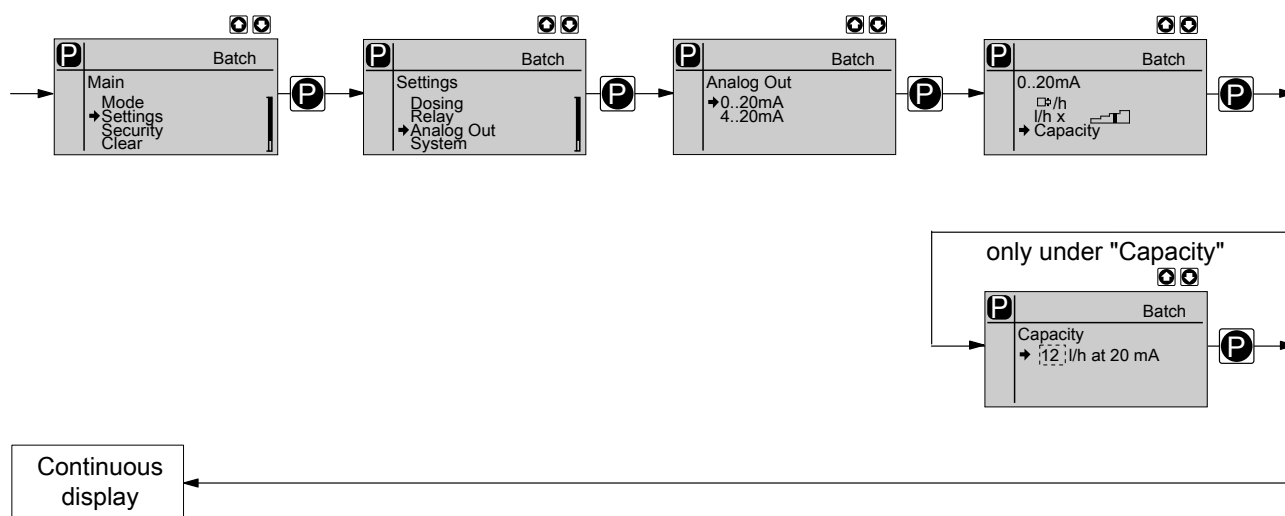 P Batch
Main
Mode
Settings
Security
Clear
P
P Batch
Settings
Dosing
Relay
Analog Out
System
P
P Batch
Analog Out
0..20mA
4..20mA
P
P Batch
0..20mA
/h
l/h x
Capacity
P
only under "Capacity"
P Batch
Capacity
12 l/h at 20 mA
P
Continuous
display